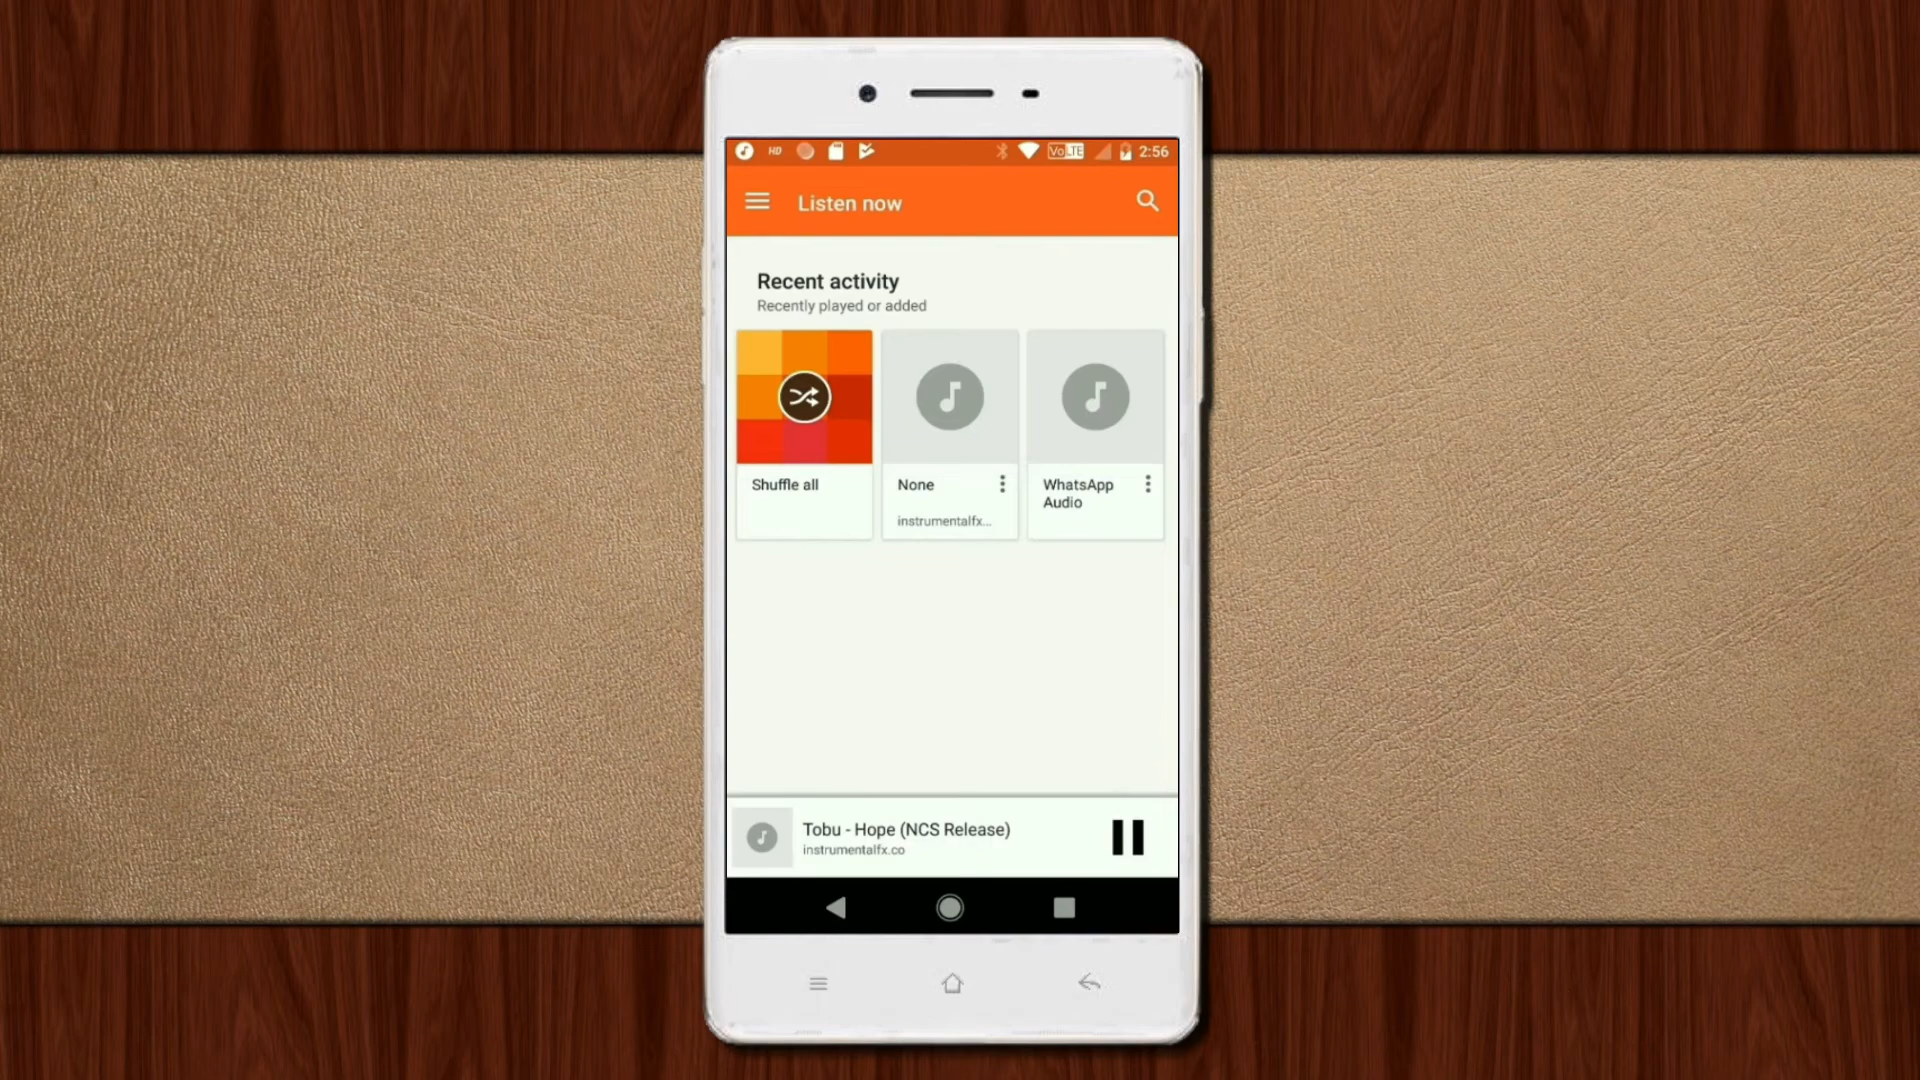 HD VoLTE 2:56
Listen now
Recent activity
Recently played or added
Shuffle all
None
instrumentalfx...
WhatsApp
Audio
Tobu - Hope (NCS Release)
instrumentalfx.co